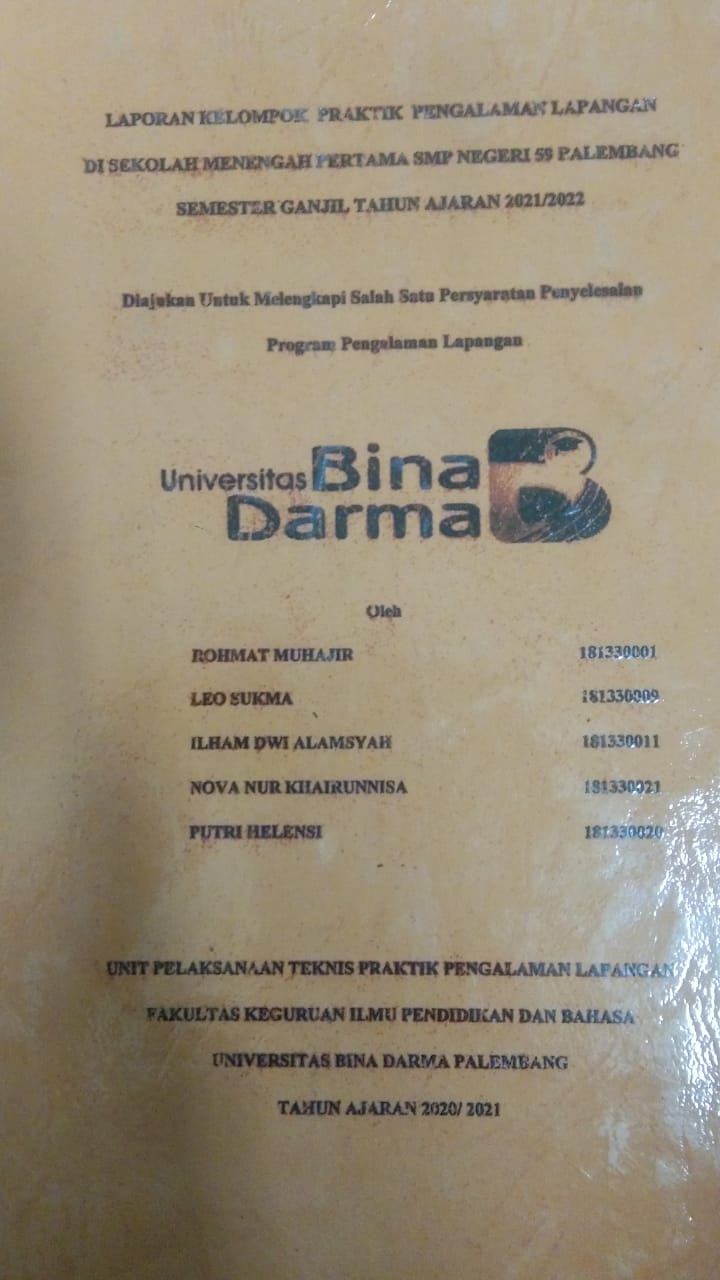 LAPORAN KELOMPOK PRAKTIK PENGALAMAN LAPANGAN
DI SEKOLAH MENENGAH PERTAMA SMP NEGERI 59 PALEMBANG
SEMESTER GANJIL TAHUN AJARAN 2021/2022
Diajukan Untuk Melengkapi Salah Satu Persyaratan Penyelesaian
Program Pengalaman Lapangan
Universitas Bina
Darma
Oleh
ROHMAT MUHAJIR 181330001
LEO SUKMA 181330009
ILHAM DWI ALAMSYAH 181330011
NOVA NUR KHAIRUNNISA 181330021
PUTRI HELENSI 181330020
UNIT PELAKSANAAN TEKNIS PRAKTIK PENGALAMAN LAPANGAN
FAKULTAS KEGURUAN ILMU PENDIDIKAN DAN BAHASA
UNIVERSITAS BINA DARMA PALEMBANG
TAHUN AJARAN 2020/ 2021